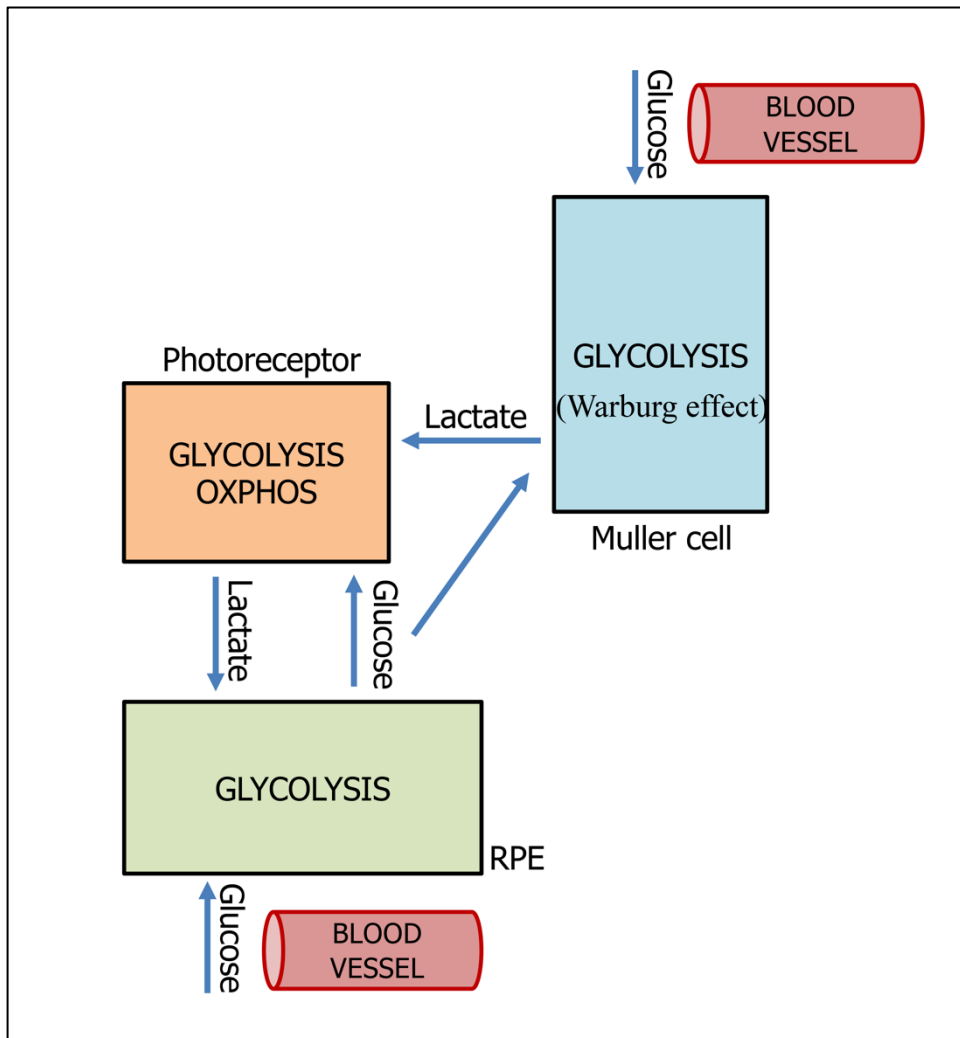 Glucose
BLOOD
VESSEL
GLYCOLYSIS
(Warburg effect)
Muller cell
Photoreceptor
GLYCOLYSIS
OXPHOS
Lactate
Lactate
Glucose
GLYCOLYSIS
RPE
Glucose
BLOOD
VESSEL